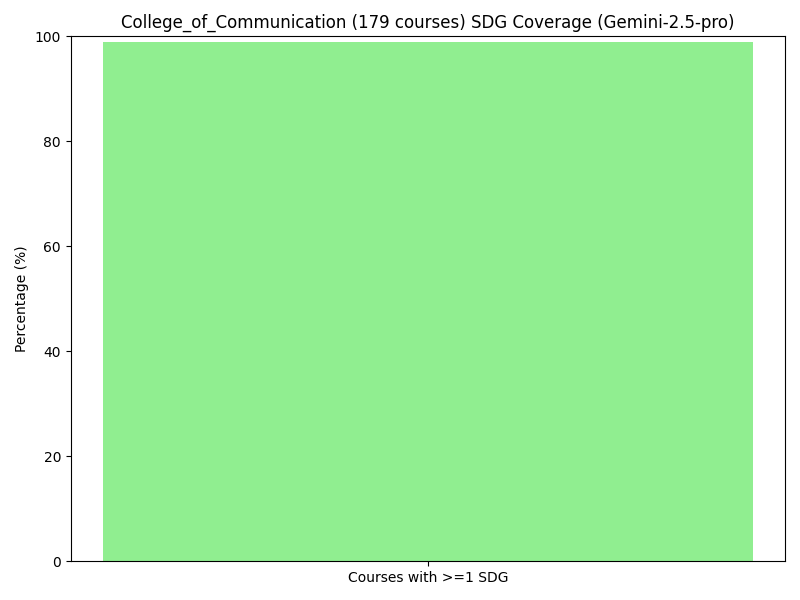 College_of_Communication (179 courses) SDG Coverage (Gemini-2.5-pro)
100
80
60
40
20
0
Percentage (%)
Courses with >=1 SDG